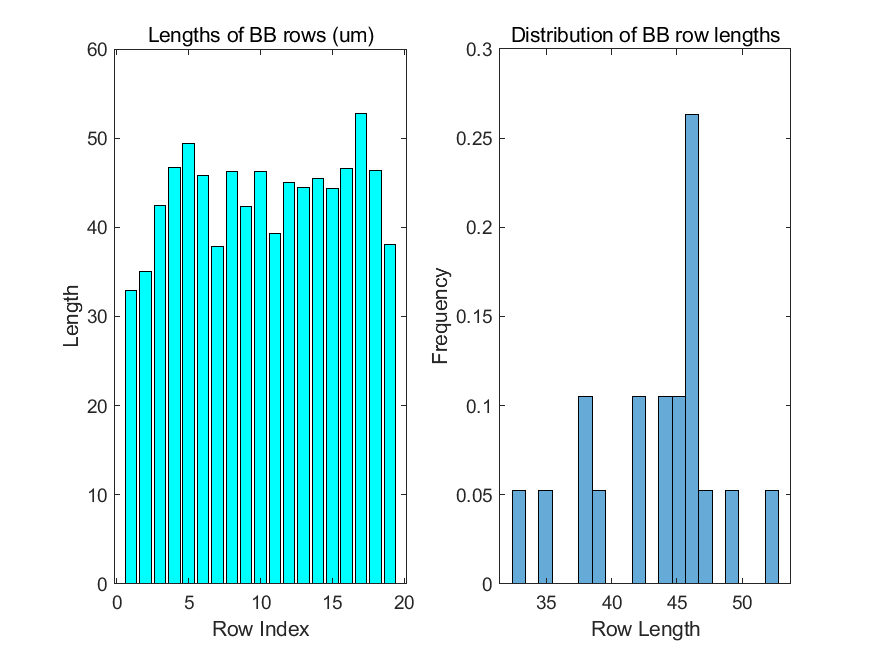 Lengths of BB rows (um)
60
50
40
30
20
10
0
Length
0 5 10 15 20
Row Index
Distribution of BB row lengths
0.3
0.25
0.2
0.15
0.1
0.05
0
Frequency
35 40 45 50
Row Length